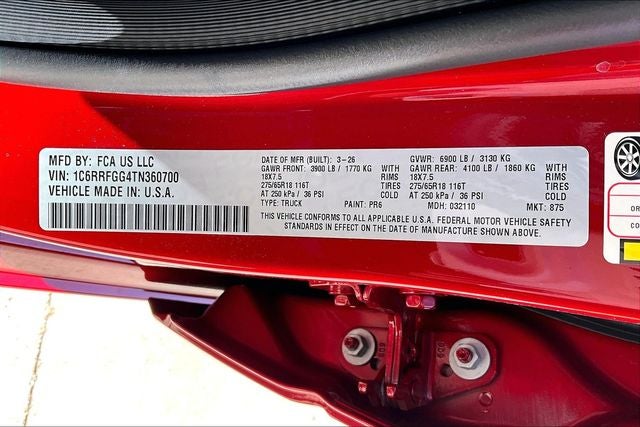 MFD BY: FCA US LLC
VIN: 1C6RRFGG4TN360700
VEHICLE MADE IN U.S.A.
DATE OF MFR (BUILT): 3-26 GVWR: 6900 LB / 3130 KG
GAWR FRONT: 3900 LB / 1770 KG GAWR REAR: 4100 LB / 1860 KG
18X7.5 RIMS 18X7.5 RIMS
275/65R18 116T TIRES 275/65R18 116T TIRES
AT 250 kPa / 36 PSI COLD AT 250 kPa / 36 PSI COLD
TYPE: TRUCK PAINT: PR6 MDH: 032110 MKT: 875
THIS VEHICLE CONFORMS TO ALL APPLICABLE U.S.A. FEDERAL MOTOR VEHICLE SAFETY
STANDARDS IN EFFECT ON THE DATE OF MANUFACTURE SHOWN ABOVE.
OR
CO